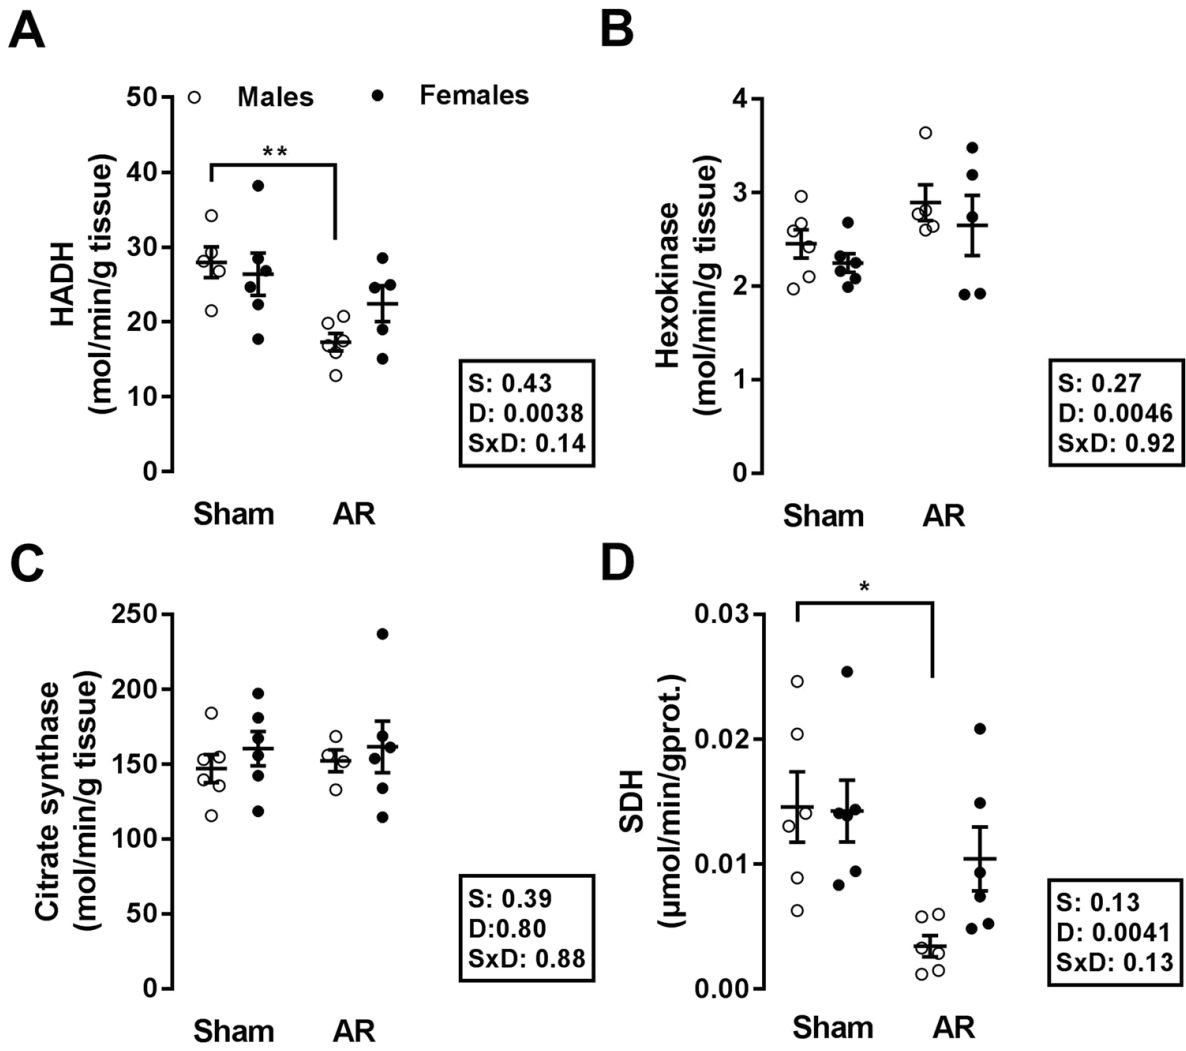 A
B
Males
Females
50
40
30
20
10
0
HADH
(mol/min/g tissue)
**
S: 0.43
D: 0.0038
SxD: 0.14
Sham
AR
4
3
2
1
0
Hexokinase
(mol/min/g tissue)
S: 0.27
D: 0.0046
SxD: 0.92
Sham
AR
C
D
250
200
150
100
50
0
Citrate synthase
(mol/min/g tissue)
S: 0.39
D:0.80
SxD: 0.88
Sham
AR
0.03
0.02
0.01
0.00
SDH
(µmol/min/gprot.)
*
S: 0.13
D: 0.0041
SxD: 0.13
Sham
AR